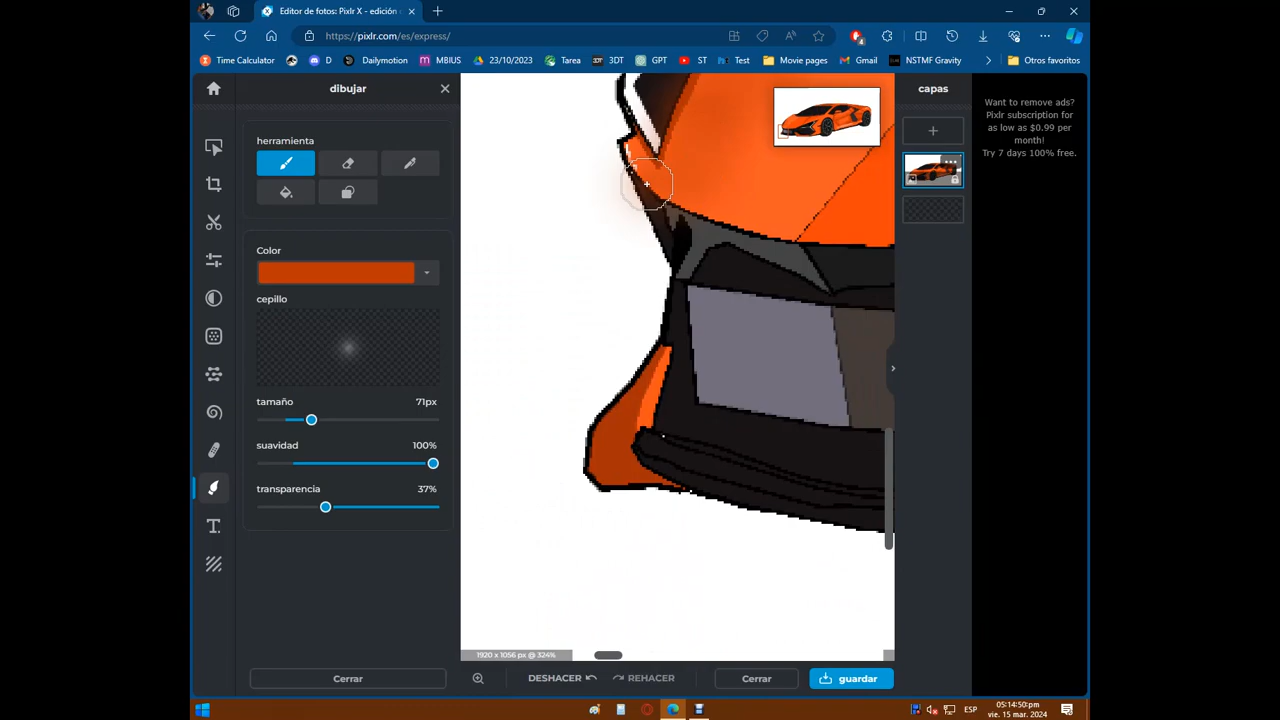 Editor de fotos: Pixlr X - edición
https://pixlr.com/es/express/
4
Time Calculator
D
Dailymotion
MBIUS
23/10/2023
Tarea
3DT
GPT
ST
Test
Movie pages
Gmail
NSTMF Gravity
Otros favoritos
dibujar
capas
Want to remove ads?
Pixlr subscription for
as low as $0.99 per
month!
Try 7 days 100% free.
herramienta
Color
cepillo
tamaño 71px
suavidad 100%
transparencia 37%
1920 x 1056 px @ 324%
Cerrar
DESHACER
REHACER
Cerrar
guardar
ESP
05:14:50:pm
vie. 15 mar. 2024